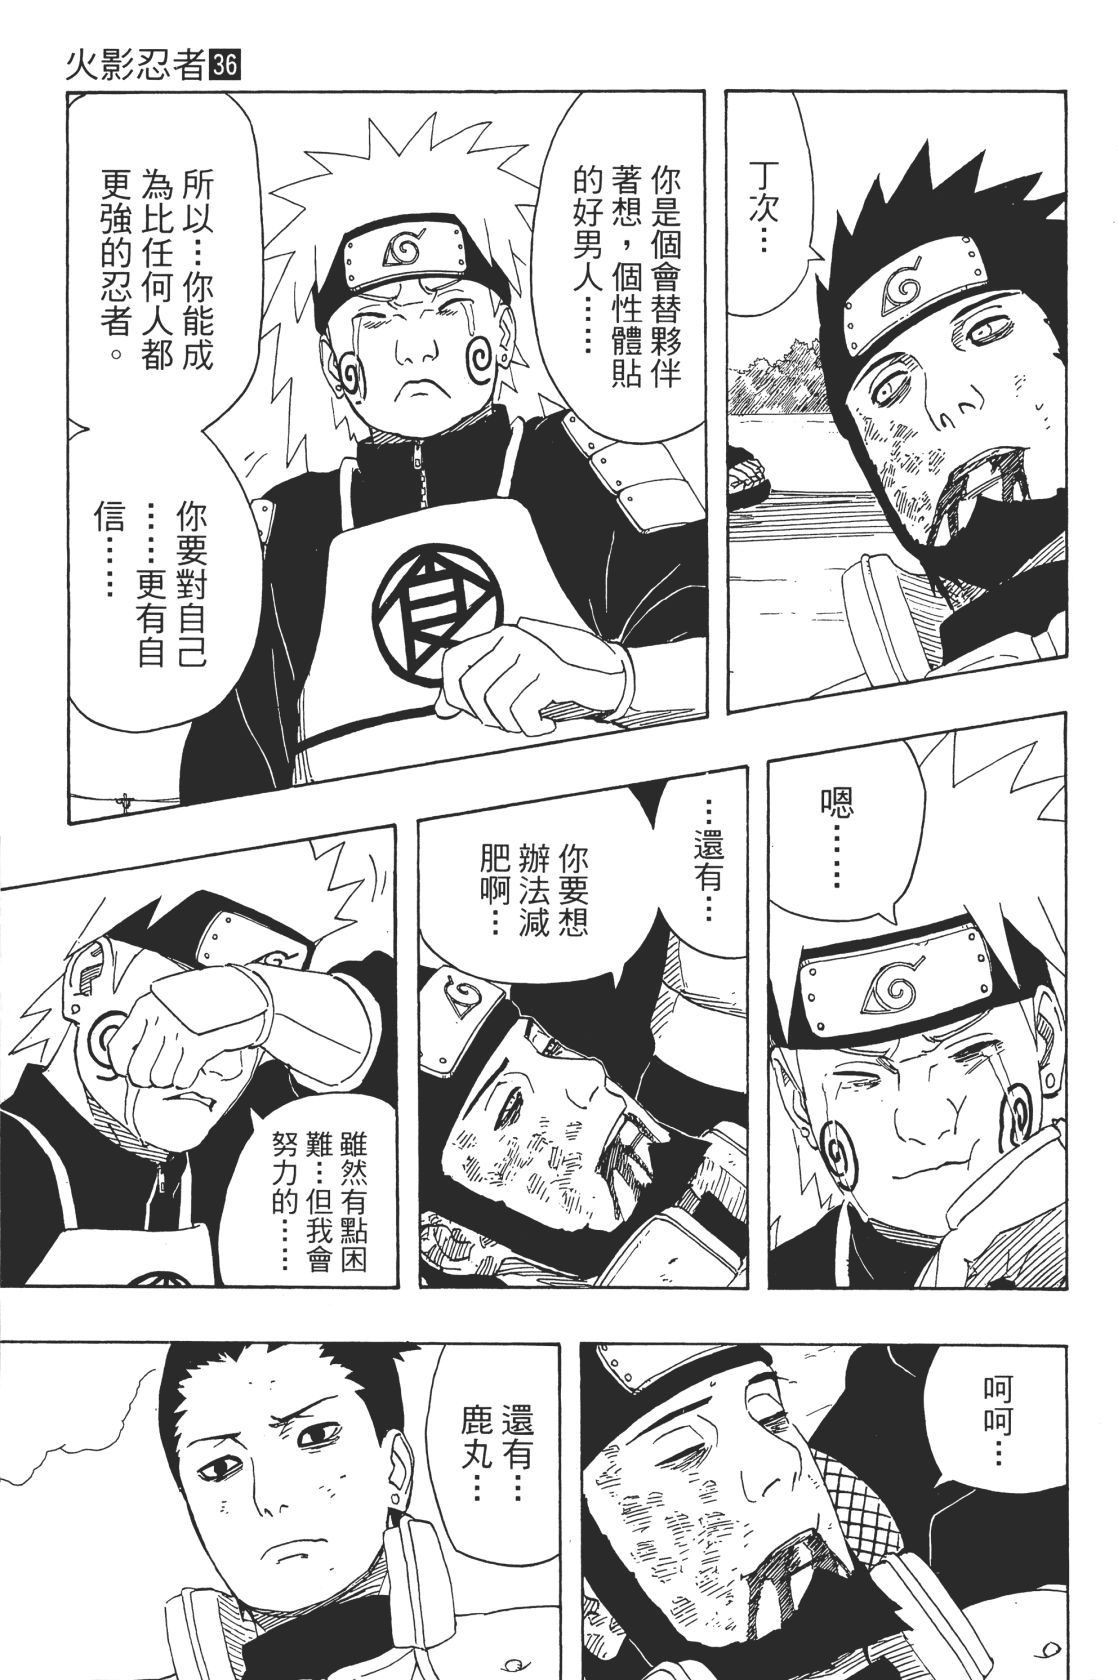 火影忍者36
丁次⋯
你是個會替夥伴
著想，個性體貼
的好男人⋯⋯
所以⋯你能成
為比任何人都
更強的忍者。
你要對自己
⋯⋯更有自
信⋯⋯
嗯⋯⋯
⋯還有⋯
你要想
辦法減
肥啊⋯
雖然有點困
難⋯但我會
努力的⋯⋯
呵呵⋯
還有⋯
鹿丸⋯